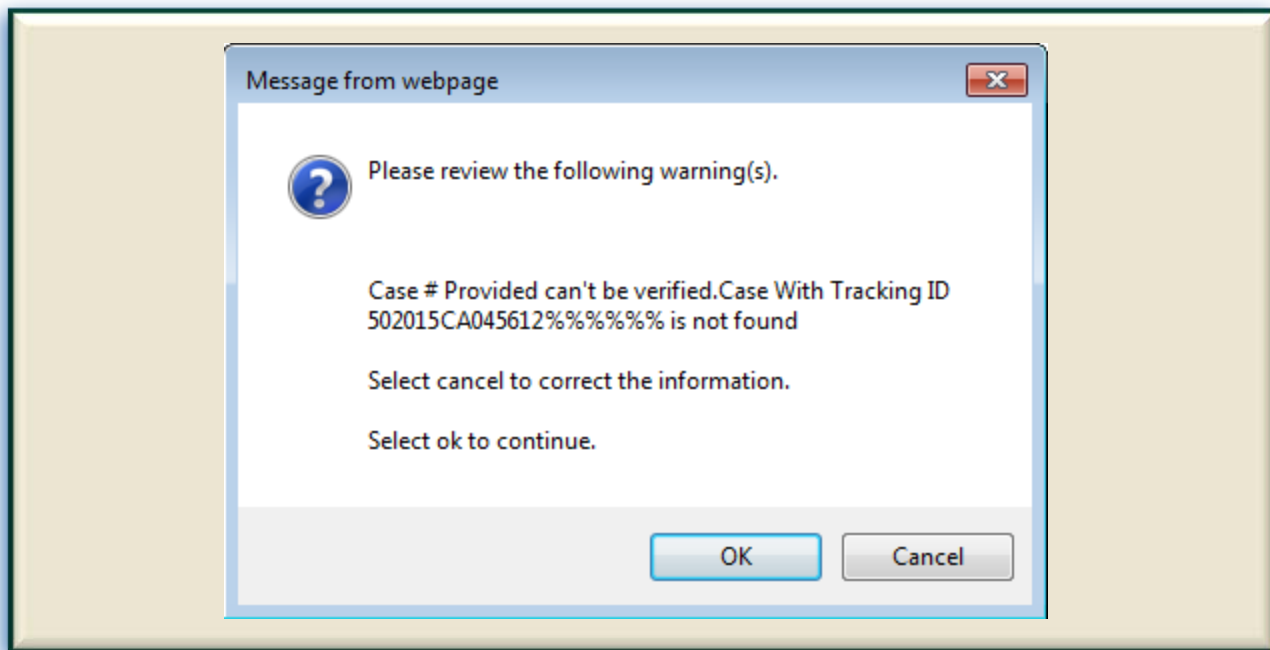 Message from webpage
Please review the following warning(s).
Case # Provided can't be verified.Case With Tracking ID
502015CA045612%%%%%% is not found
Select cancel to correct the information.
Select ok to continue.
OK
Cancel